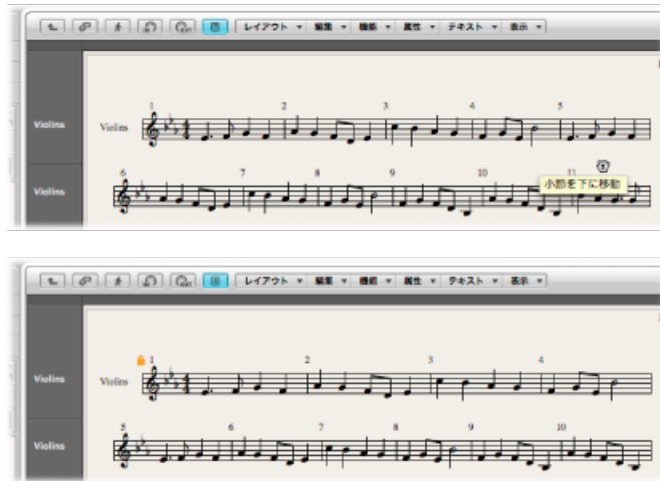 レイアウト 編集 機能 属性 テキスト 表示
1 2 3 4 5
Violins Violins
6 7 8 9 10 11
小節を下に移動
Violins
レイアウト 編集 機能 属性 テキスト 表示
1 2 3 4
Violins Violins
5 6 7 8 9 10
Violins